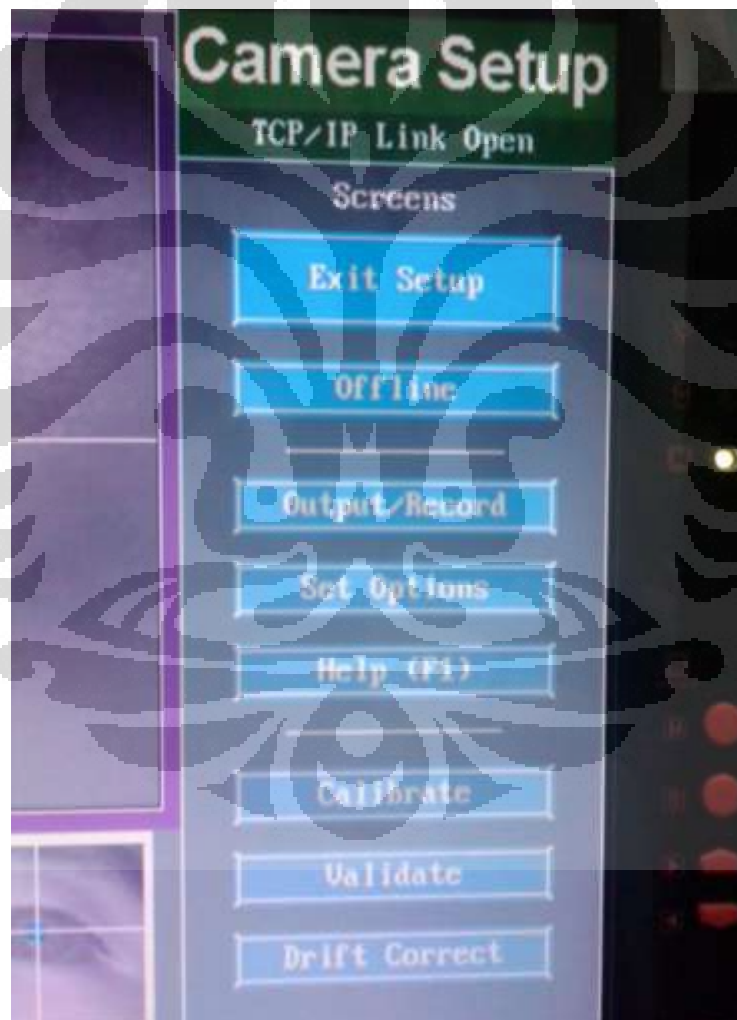 Camera Setup
TCP/IP Link Open
Screens
Exit Setup
Offline
Output/Record
Set Options
Help (F1)
Calibrate
Validate
Drift Correct